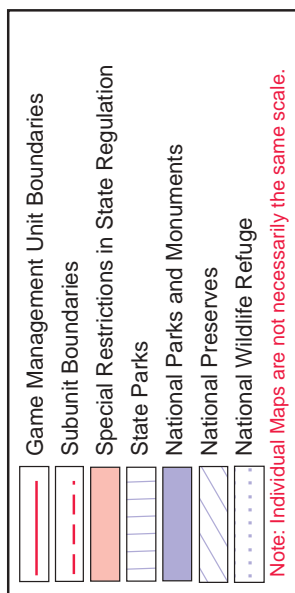 Game Management Unit Boundaries
Subunit Boundaries
Special Restrictions in State Regulation
State Parks
National Parks and Monuments
National Preserves
National Wildlife Refuge
Note: Individual Maps are not necessarily the same scale.